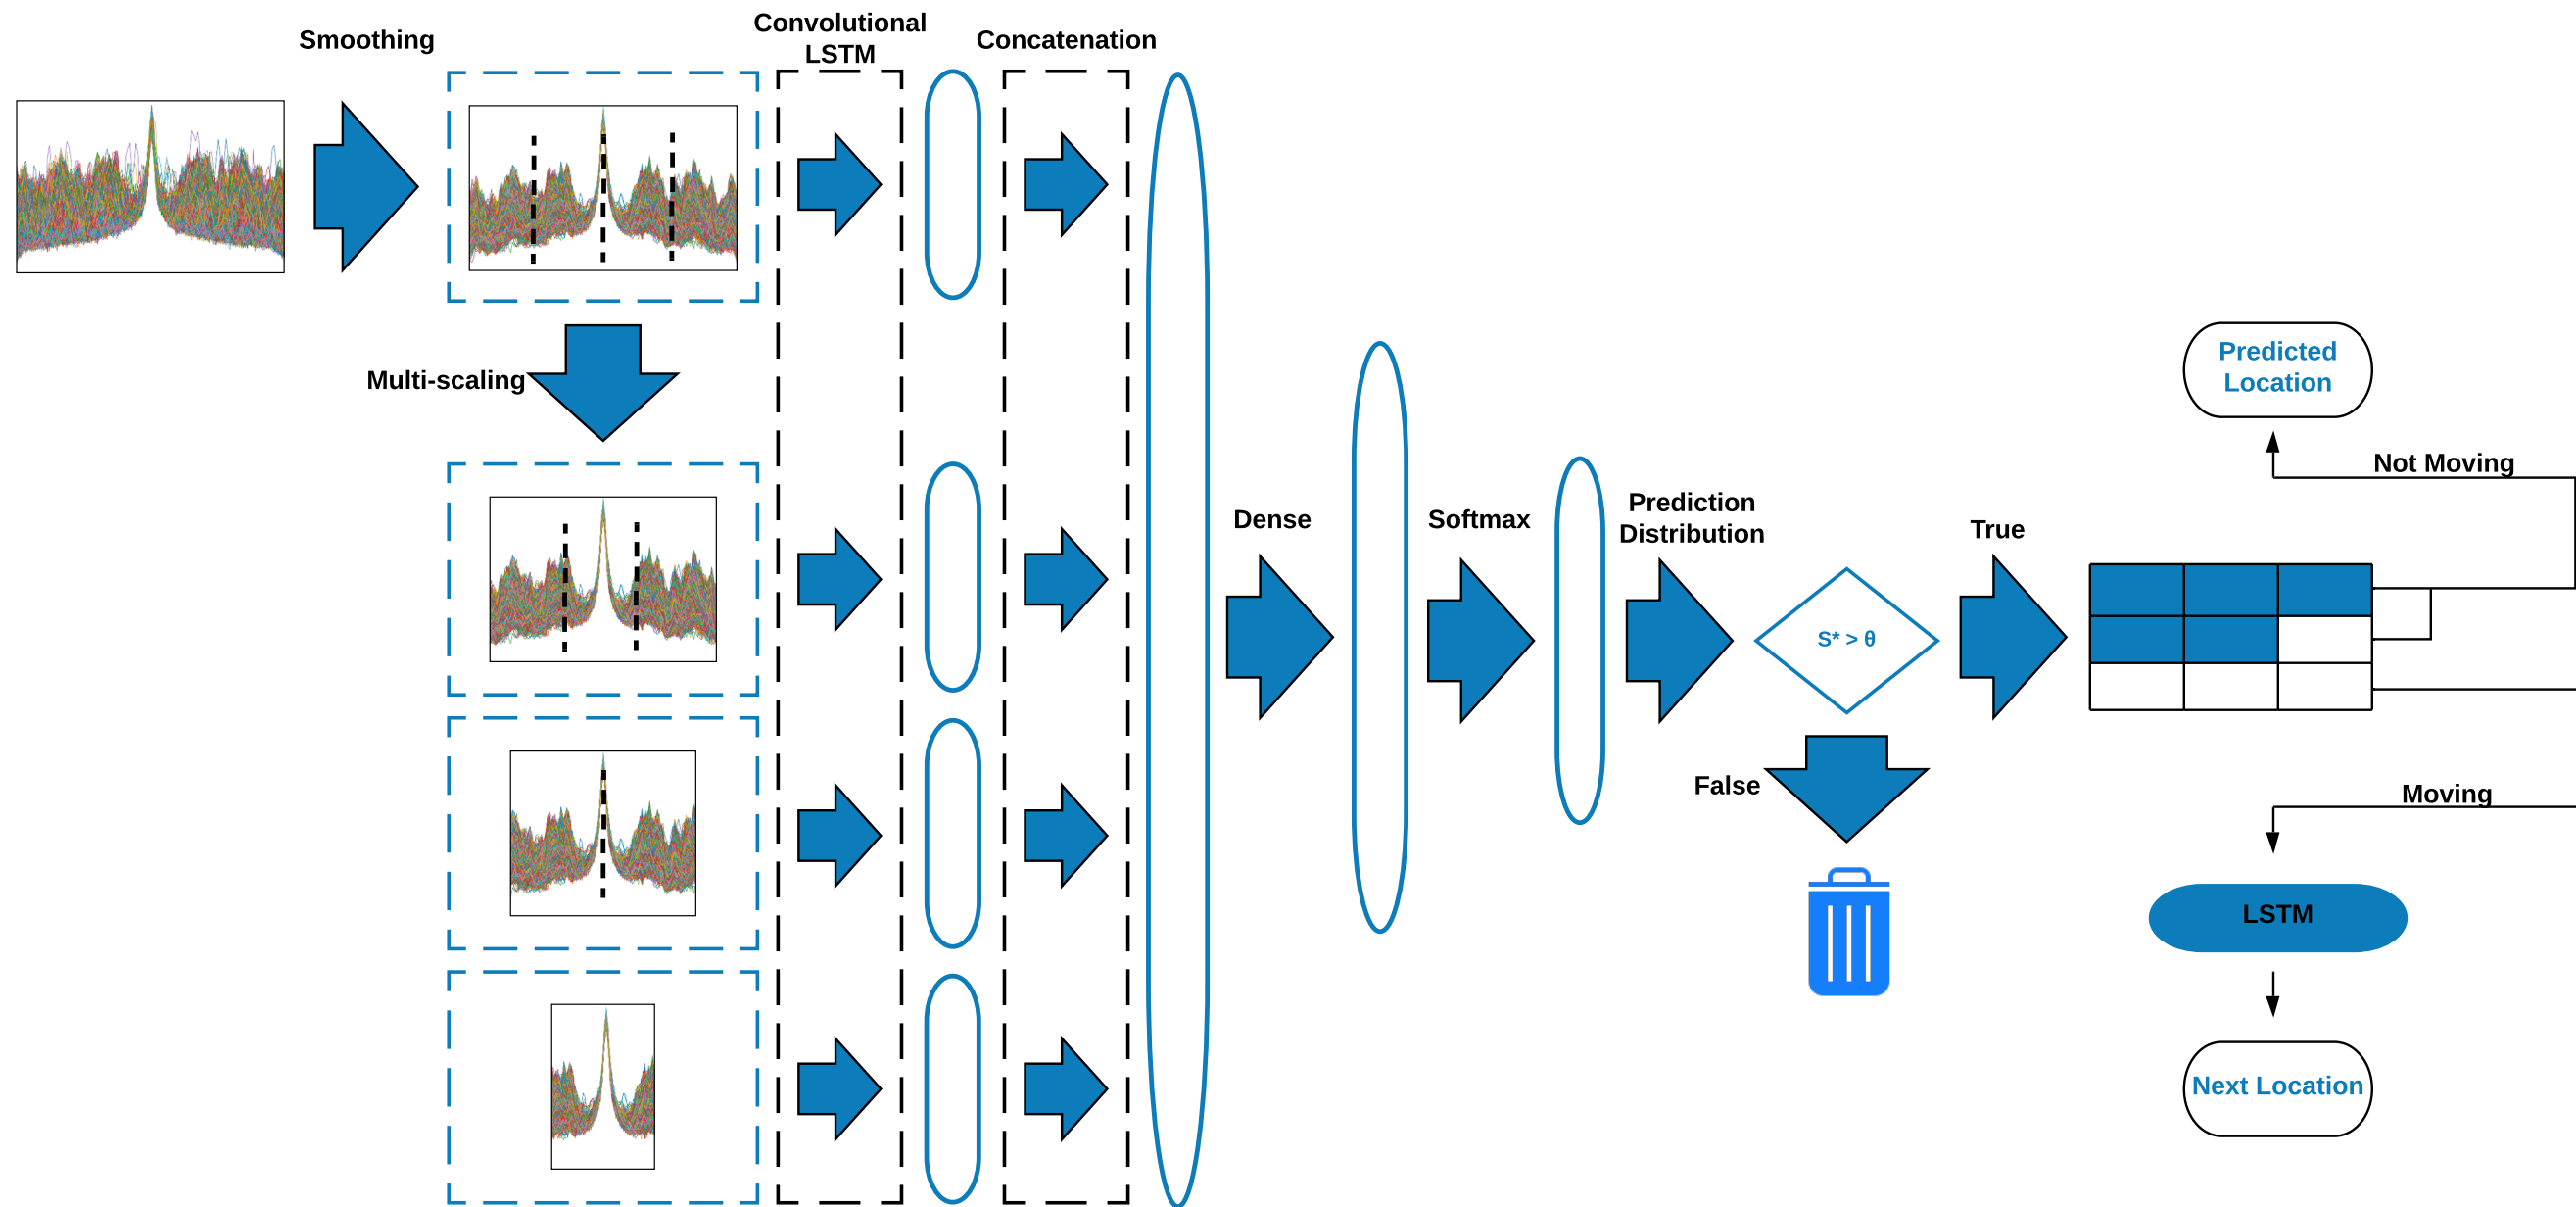 Smoothing
Convolutional
LSTM
Concatenation
Multi-scaling
Dense
Softmax
Prediction
Distribution
S* > θ
True
False
Predicted
Location
Not Moving
Moving
LSTM
Next Location